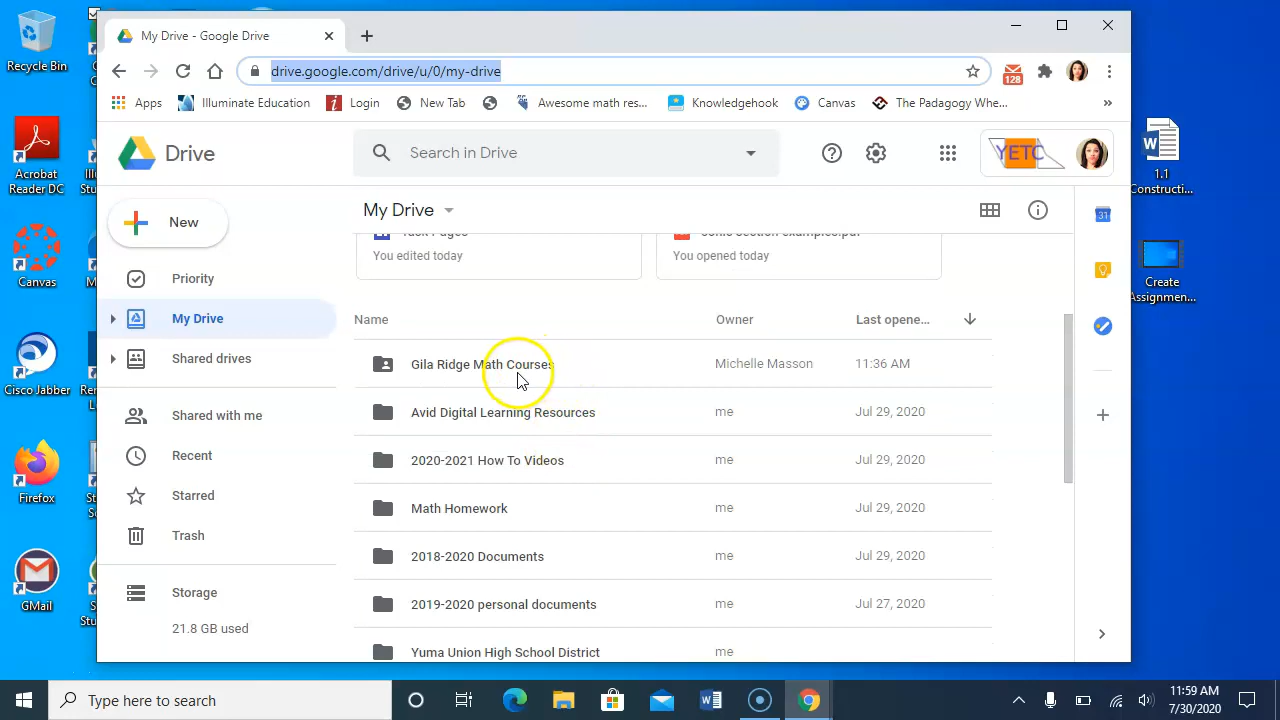 Recycle Bin
Acrobat
Reader DC
Canvas
Cisco Jabber
Firefox
GMail
My Drive - Google Drive
drive.google.com/drive/u/0/my-drive
128
Apps
Illuminate Education
Login
New Tab
Awesome math res...
Knowledgehook
Canvas
The Padagogy Whe...
»
Drive
Search in Drive
YETC
New
My Drive
Priority
My Drive
Shared drives
Shared with me
Recent
Starred
Trash
Storage
21.8 GB used
Task Pages
You edited today
You opened today
Name
Owner
Last opene...
Gila Ridge Math Courses
Michelle Masson
11:36 AM
Avid Digital Learning Resources
me
Jul 29, 2020
2020-2021 How To Videos
me
Jul 29, 2020
Math Homework
me
Jul 29, 2020
2018-2020 Documents
me
Jul 29, 2020
2019-2020 personal documents
me
Jul 27, 2020
Yuma Union High School District
me
31
1.1
Constructi...
Create
Assignmen...
Type here to search
11:59 AM
7/30/2020